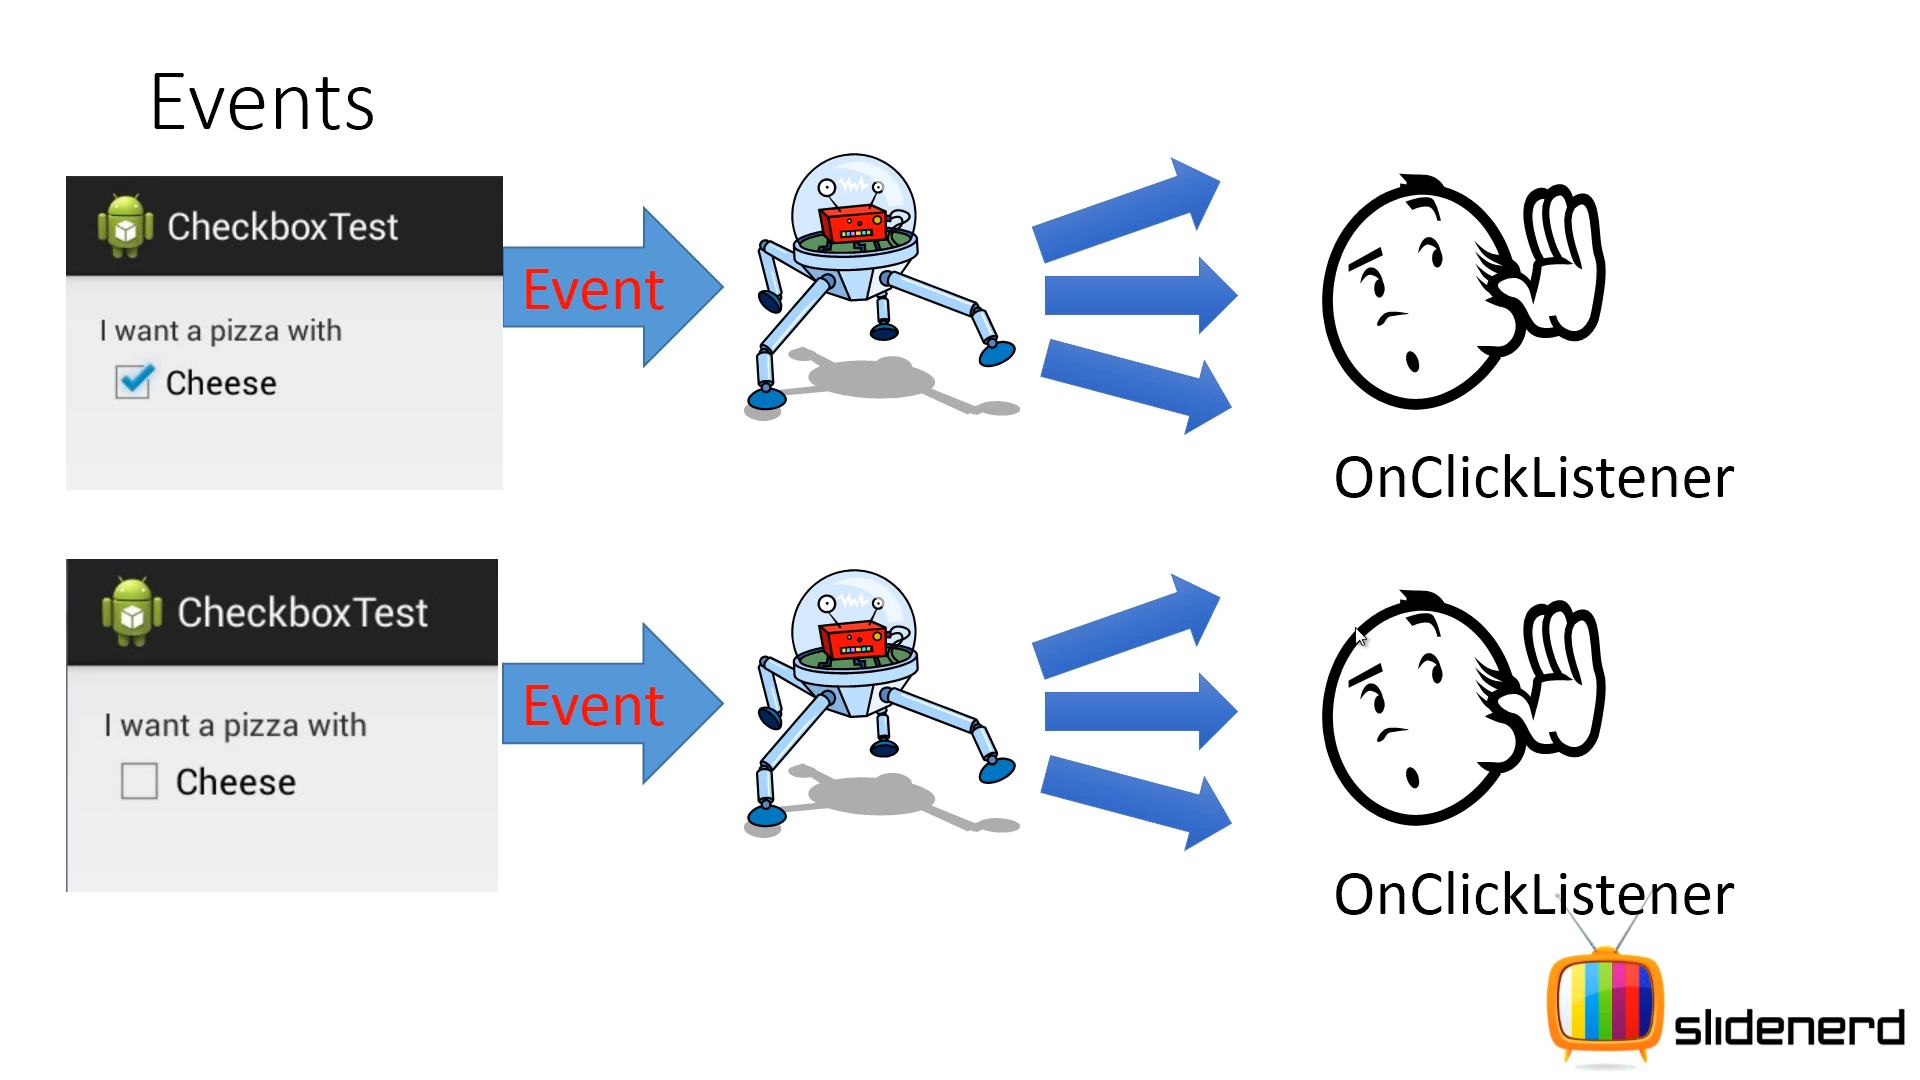 Events
CheckboxTest
I want a pizza with
Cheese
Event
OnClickListener
CheckboxTest
I want a pizza with
Cheese
Event
OnClickListener
slidenerd